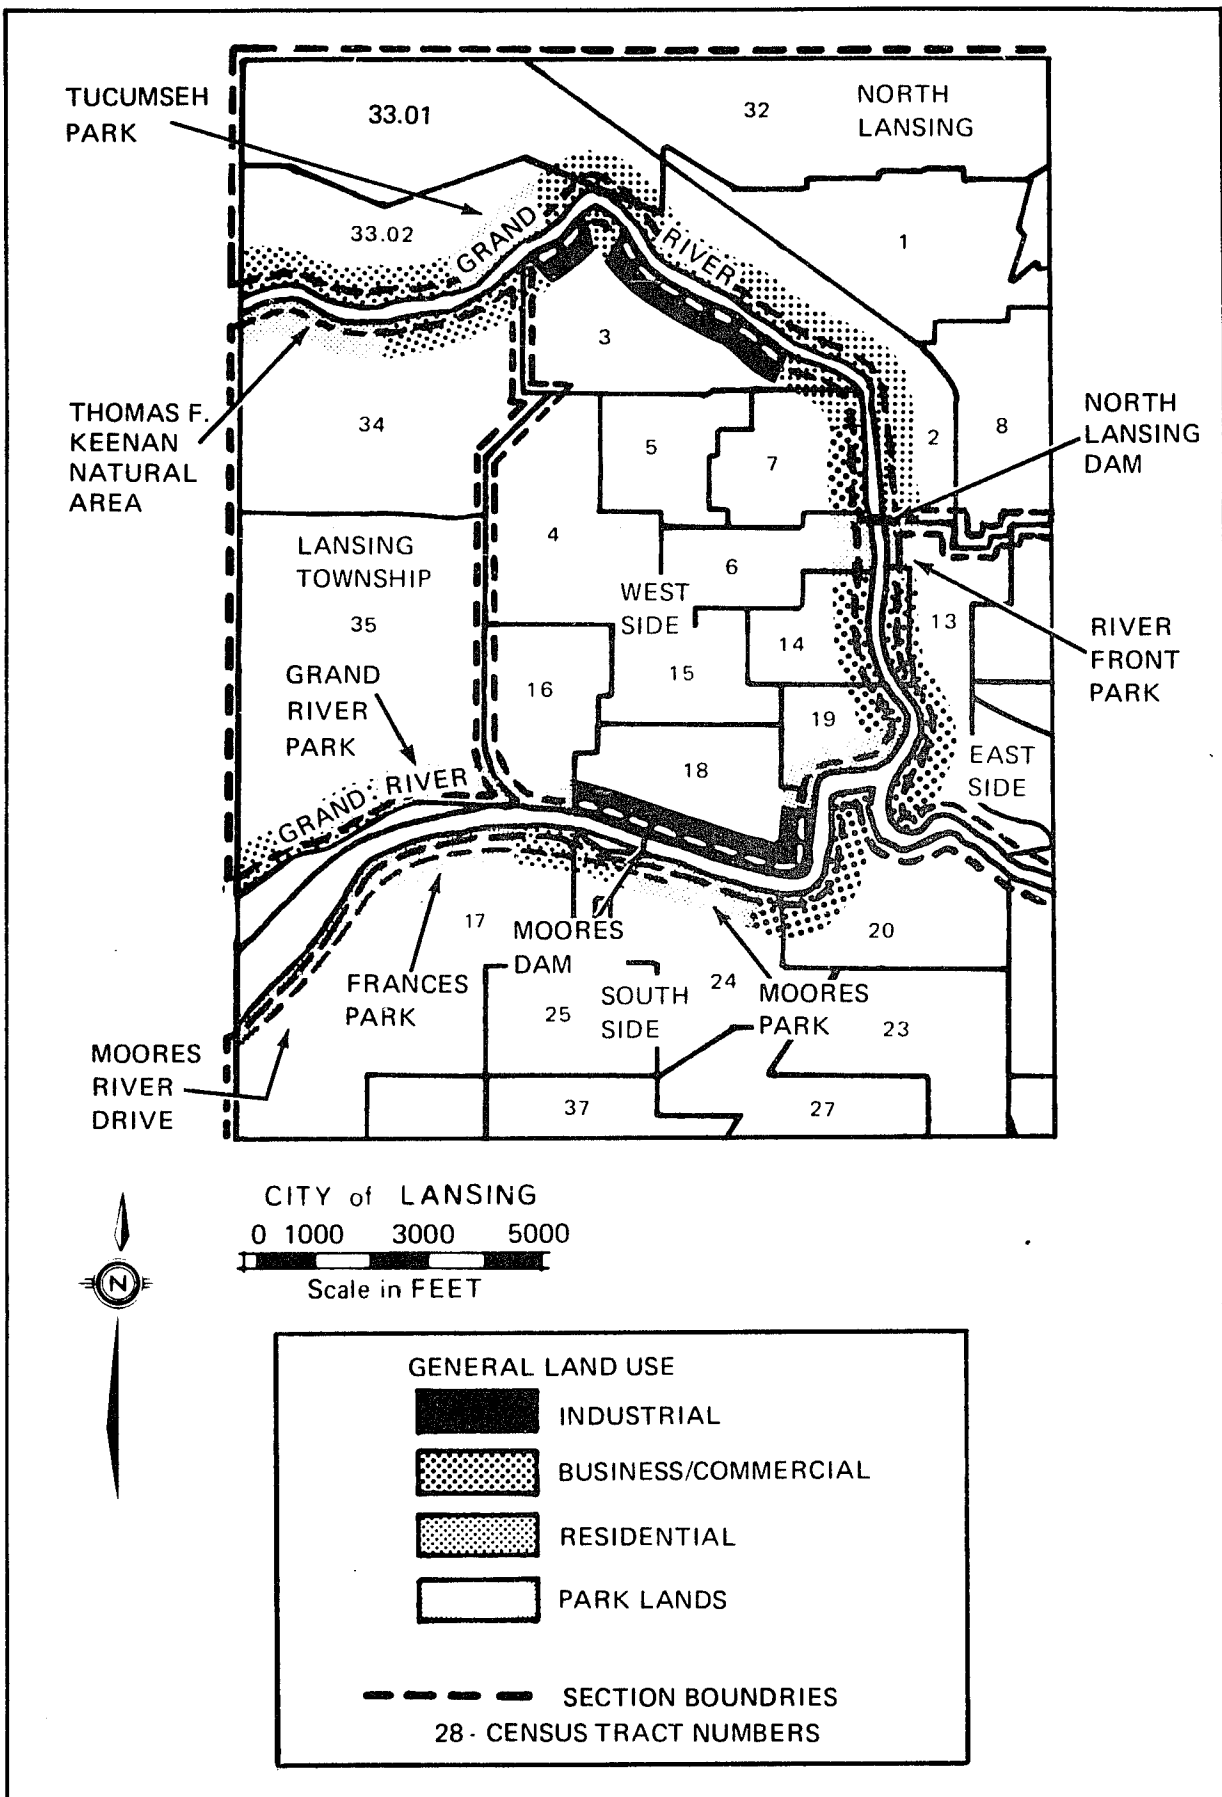 TUCUMSEH
PARK
33.01
32
NORTH
LANSING
33.02
GRAND
RIVER
1
3
THOMAS F.
KEENAN
NATURAL
AREA
34
5
7
2
8
NORTH
LANSING
DAM
LANSING
TOWNSHIP
4
6
WEST
SIDE
35
14
13
RIVER
FRONT
PARK
GRAND
RIVER
PARK
16
15
19
18
EAST
SIDE
GRAND RIVER
17
MOORES
DAM
20
FRANCES
PARK
25
SOUTH
SIDE
24
MOORES
PARK
23
MOORES
RIVER
DRIVE
37
27
CITY of LANSING
0 1000 3000 5000
Scale in FEET
N
GENERAL LAND USE
INDUSTRIAL
BUSINESS/COMMERCIAL
RESIDENTIAL
PARK LANDS
SECTION BOUNDRIES
28 - CENSUS TRACT NUMBERS